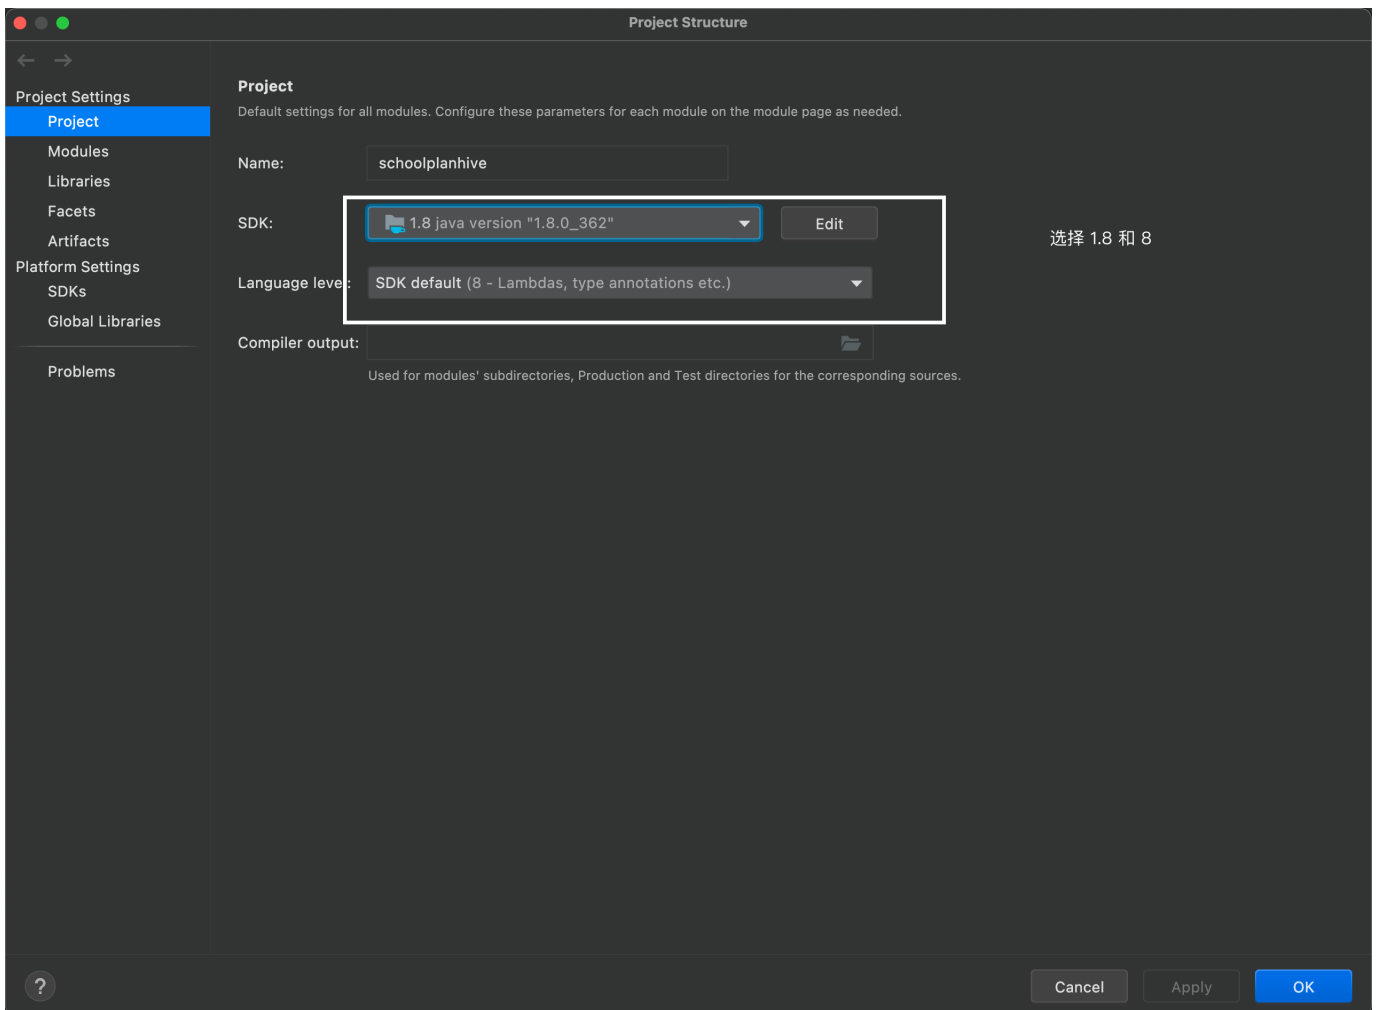 Project Structure
Project Settings
Project
Modules
Libraries
Facets
Artifacts
Platform Settings
SDKs
Global Libraries
Problems
Project
Default settings for all modules. Configure these parameters for each module on the module page as needed.
Name: schoolplanhive
SDK: 1.8 java version "1.8.0_362" Edit
选择 1.8 和 8
Language level: SDK default (8 - Lambdas, type annotations etc.)
Compiler output:
Used for modules' subdirectories, Production and Test directories for the corresponding sources.
? Cancel Apply OK